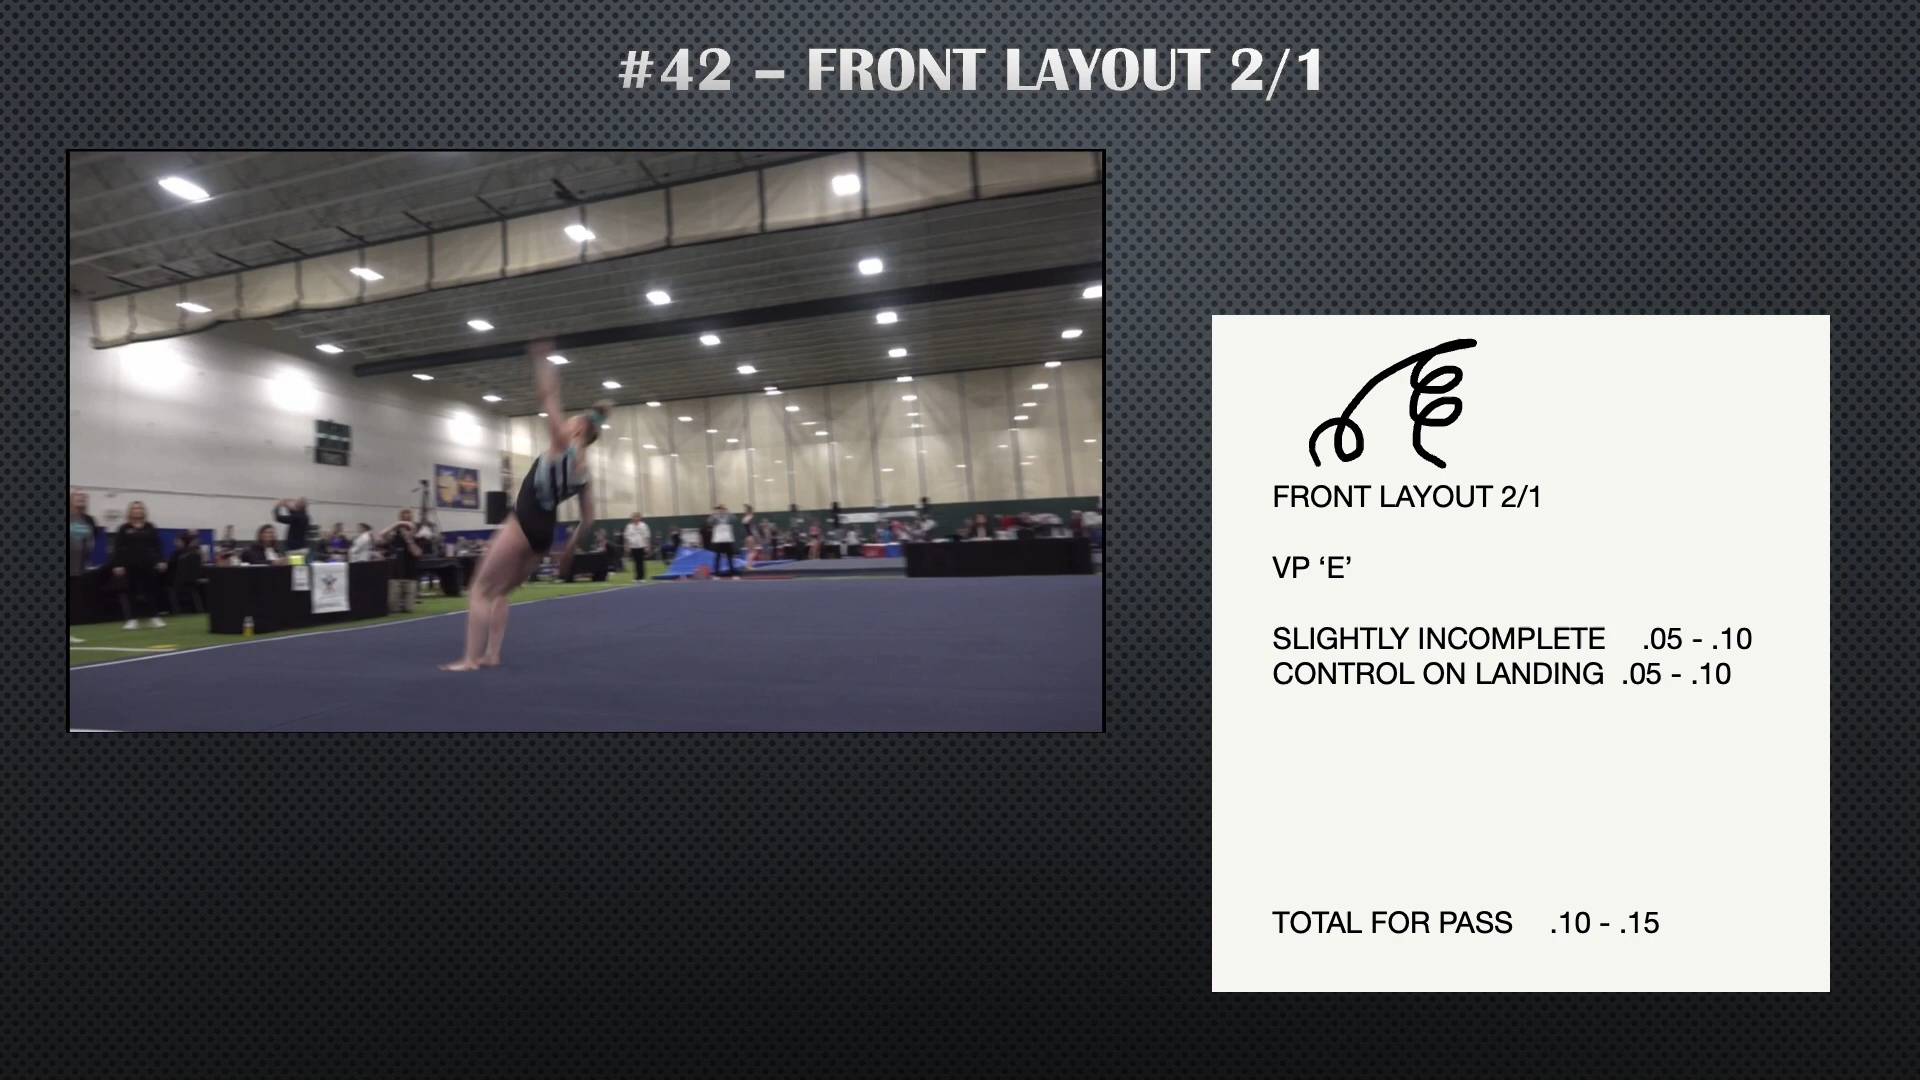 #42 – FRONT LAYOUT 2/1
FRONT LAYOUT 2/1
VP ‘E’
SLIGHTLY INCOMPLETE .05 - .10
CONTROL ON LANDING .05 - .10
TOTAL FOR PASS .10 - .15